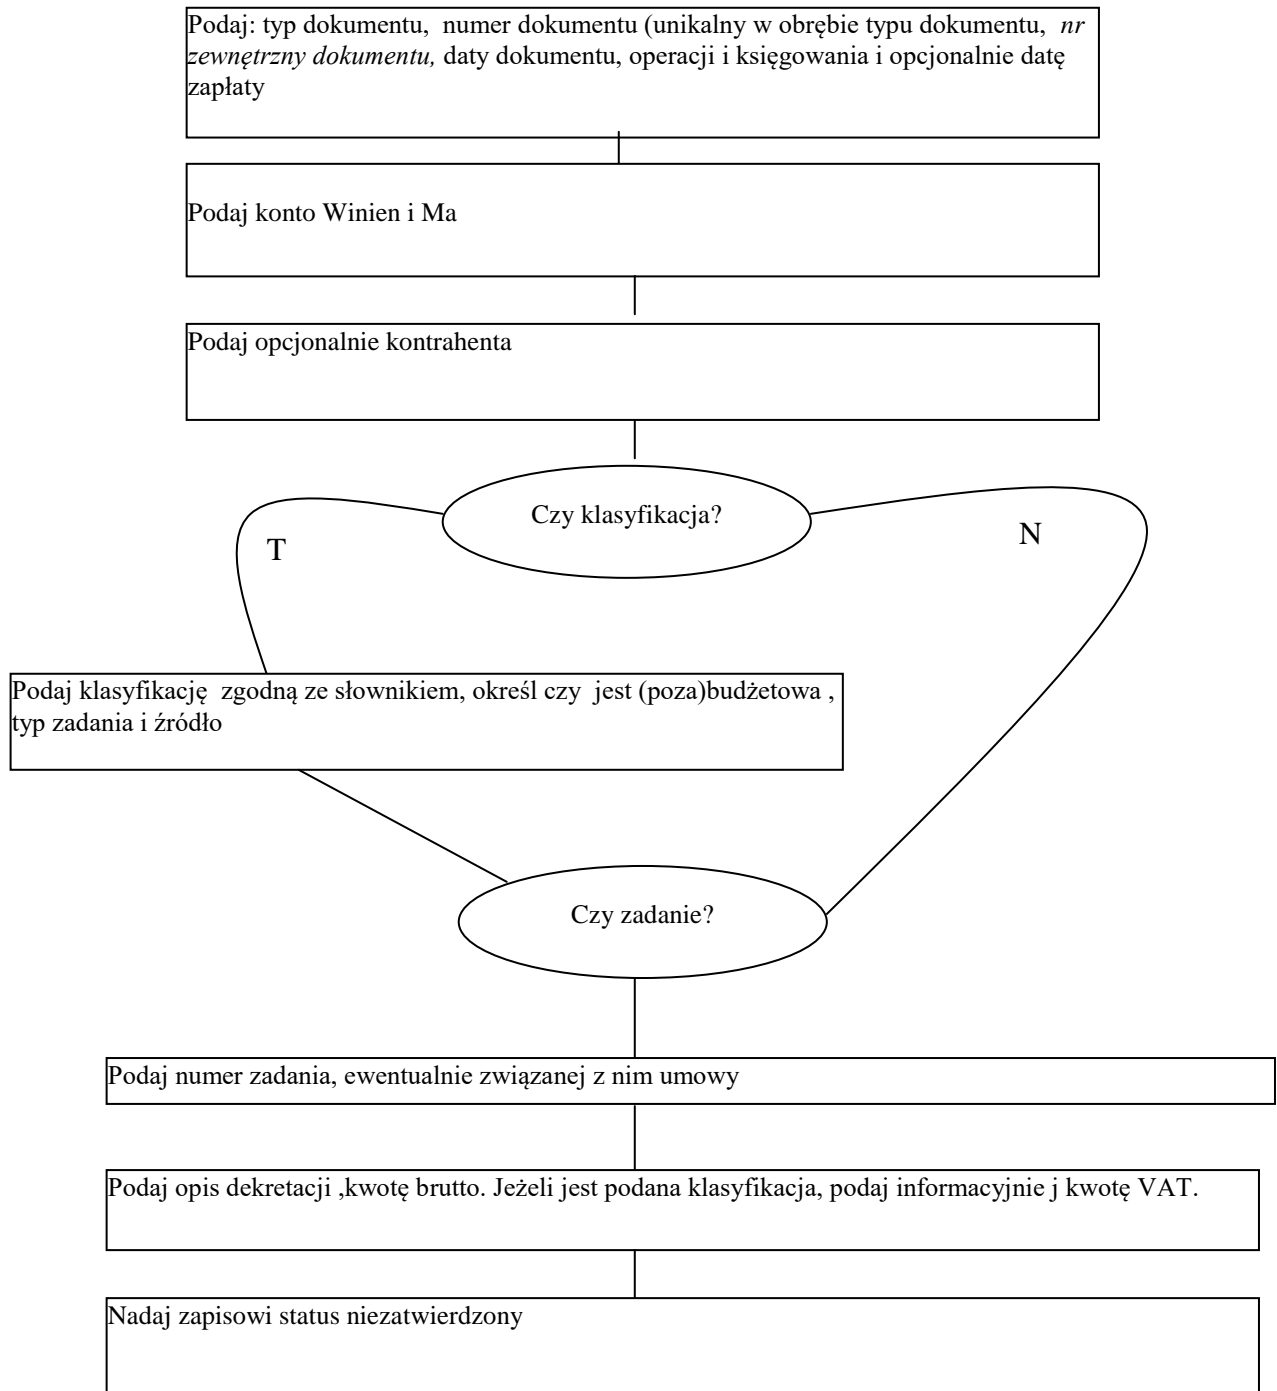 Podaj: typ dokumentu, numer dokumentu (unikalny w obrębie typu dokumentu, nr
zewnętrzny dokumentu, daty dokumentu, operacji i księgowania i opcjonalnie datę
zapłaty
Podaj konto Winien i Ma
Podaj opcjonalnie kontrahenta
Czy klasyfikacja?
T
N
Podaj klasyfikację zgodną ze słownikiem, określ czy jest (poza)budżetowa ,
typ zadania i źródło
Czy zadanie?
Podaj numer zadania, ewentualnie związanej z nim umowy
Podaj opis dekretacji ,kwotę brutto. Jeżeli jest podana klasyfikacja, podaj informacyjnie j kwotę VAT.
Nadaj zapisowi status niezatwierdzony